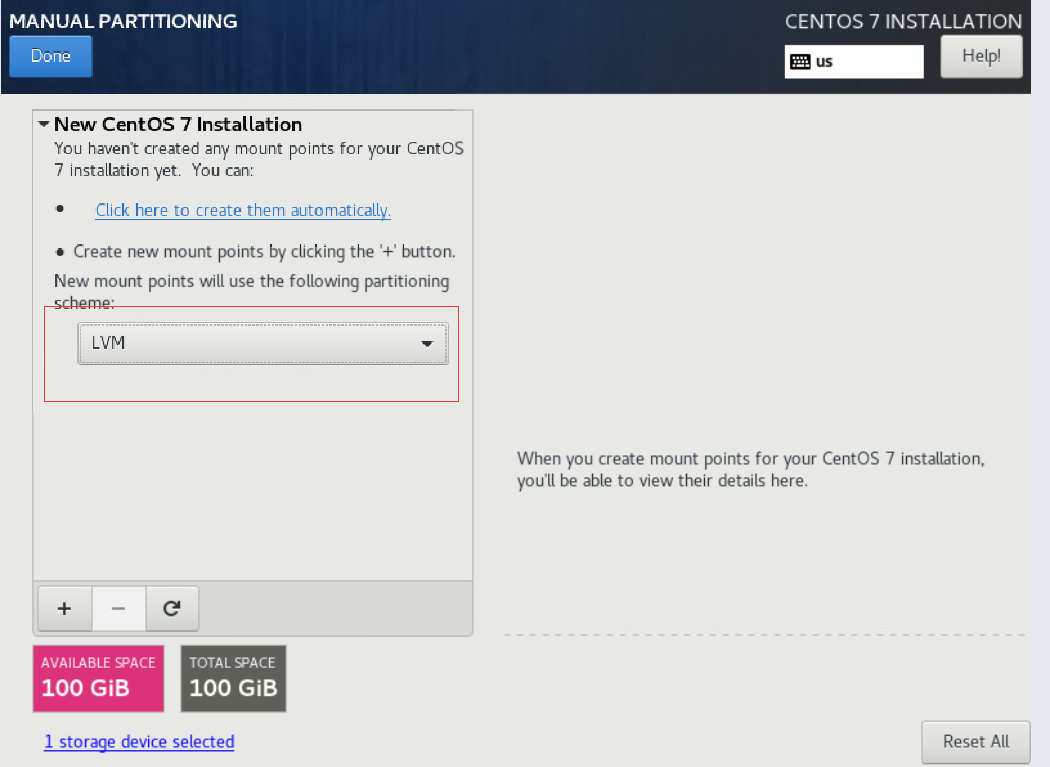 MANUAL PARTITIONING
CENTOS 7 INSTALLATION
Done
us
Help!
New CentOS 7 Installation
You haven't created any mount points for your CentOS
7 installation yet.  You can:
Click here to create them automatically.
Create new mount points by clicking the '+' button.
New mount points will use the following partitioning
scheme:
LVM
When you create mount points for your CentOS 7 installation,
you'll be able to view their details here.
+
−
AVAILABLE SPACE
100 GiB
TOTAL SPACE
100 GiB
1 storage device selected
Reset All